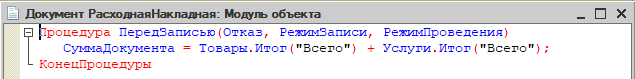 Документ РасходнаяНакладная: Модуль объекта
Процедура ПередЗаписью(Отказ, РежимЗаписи, РежимПроведения)
СуммаДокумента = Товары.Итог("Всего") + Услуги.Итог("Всего");
КонецПроцедуры